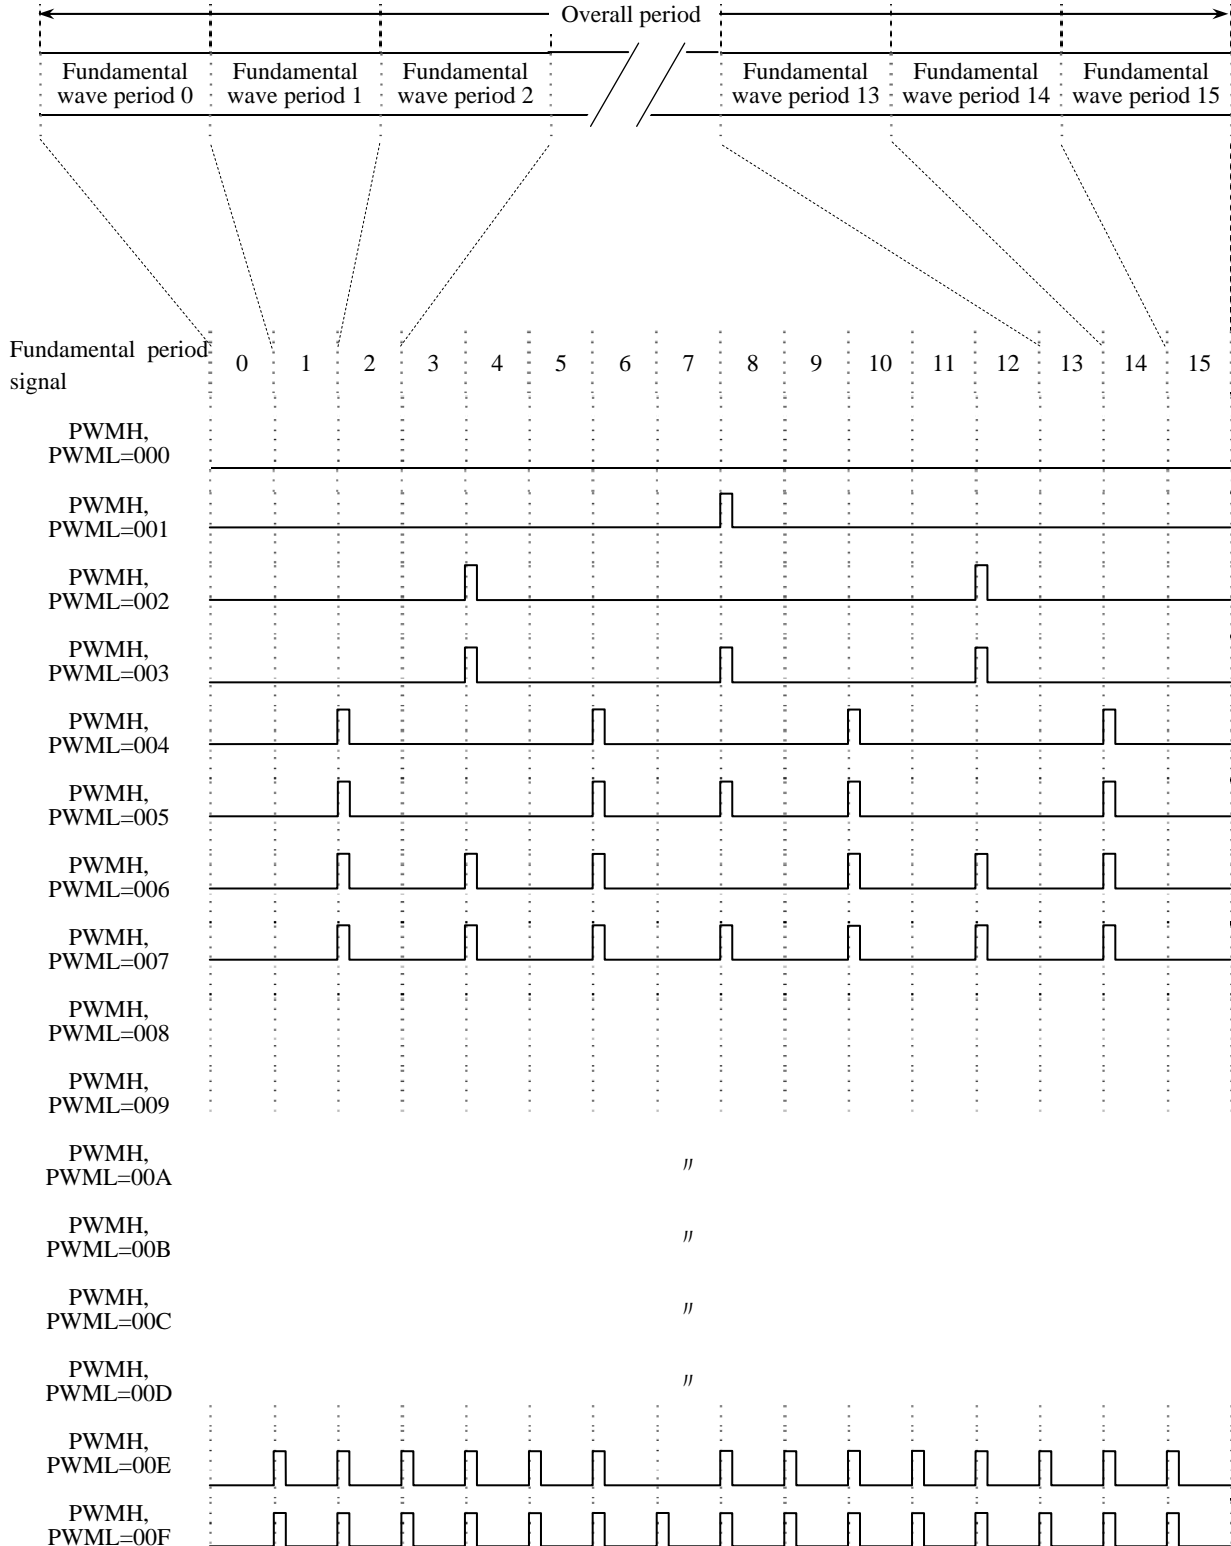 Overall period
Fundamental wave period 0
Fundamental wave period 1
Fundamental wave period 2
Fundamental wave period 13
Fundamental wave period 14
Fundamental wave period 15
Fundamental period signal
0 1 2 3 4 5 6 7 8 9 10 11 12 13 14 15
PWMH,
PWML=000
PWMH,
PWML=001
PWMH,
PWML=002
PWMH,
PWML=003
PWMH,
PWML=004
PWMH,
PWML=005
PWMH,
PWML=006
PWMH,
PWML=007
PWMH,
PWML=008
PWMH,
PWML=009
PWMH,
PWML=00A
〃
PWMH,
PWML=00B
〃
PWMH,
PWML=00C
〃
PWMH,
PWML=00D
〃
PWMH,
PWML=00E
PWMH,
PWML=00F